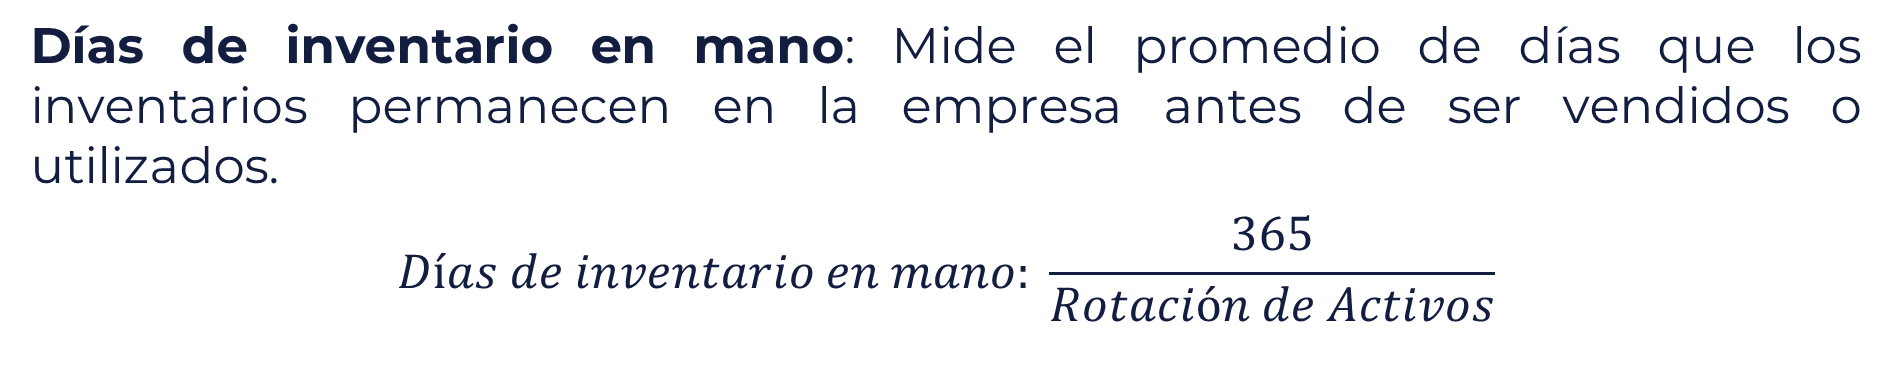 Días de inventario en mano: Mide el promedio de días que los
inventarios permanecen en la empresa antes de ser vendidos o
utilizados.
365
Días de inventario en mano:
Rotación de Activos